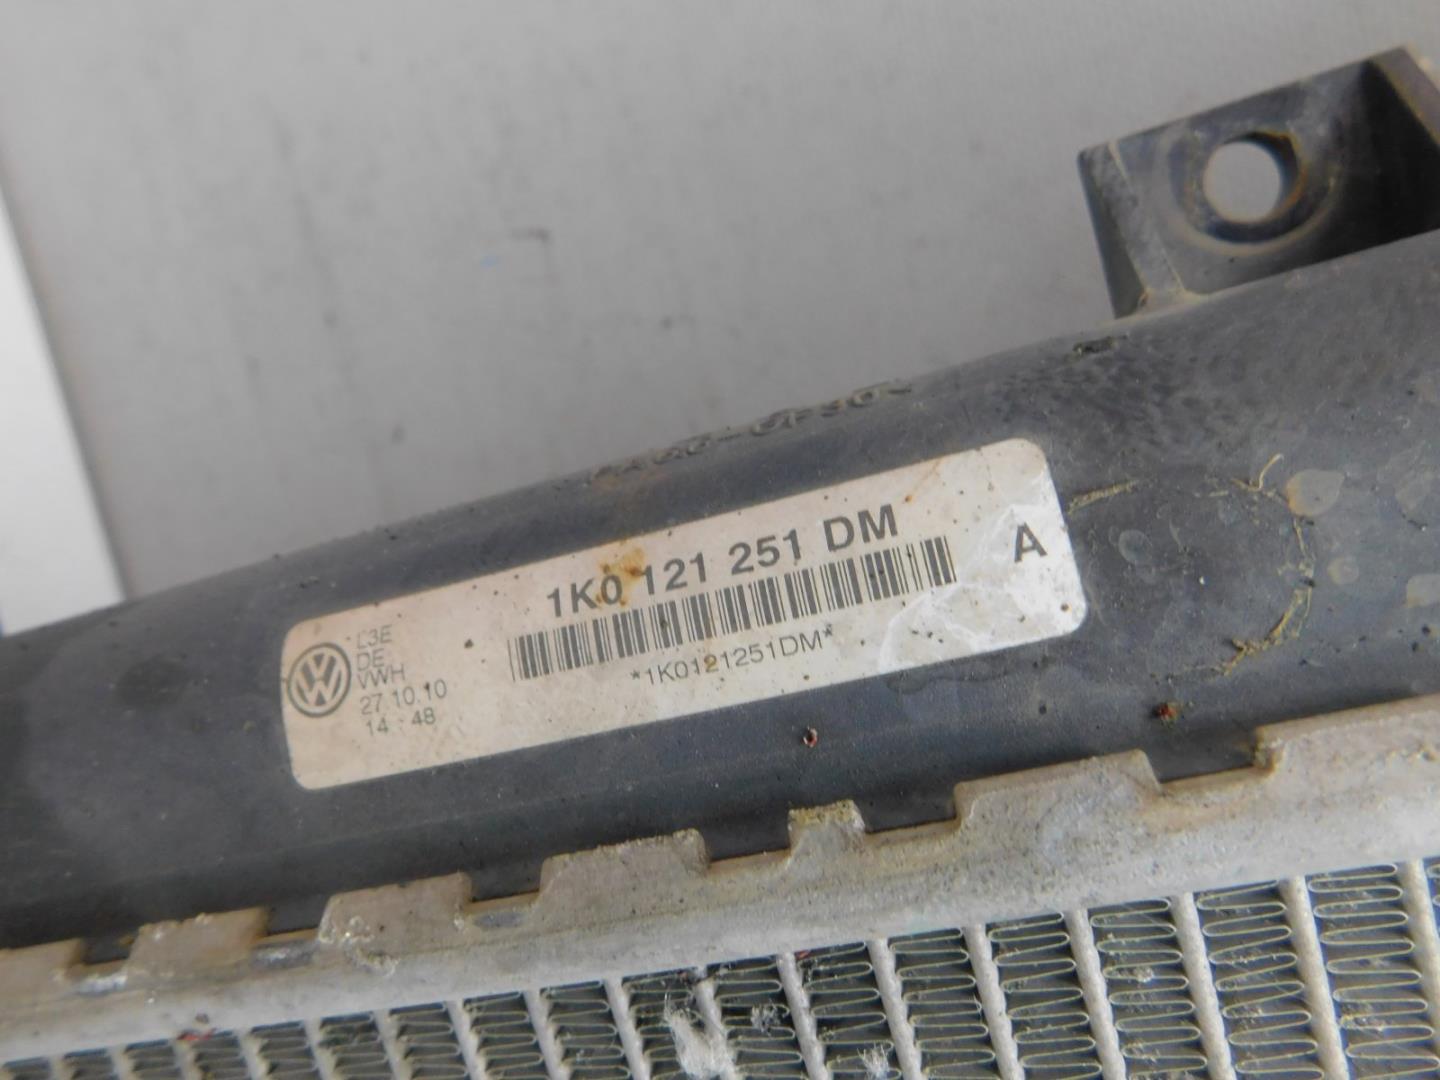 1K0 121 251 DM
A
*1K0121251DM*
L3E
DE
VWH
27.10.10
14 : 48